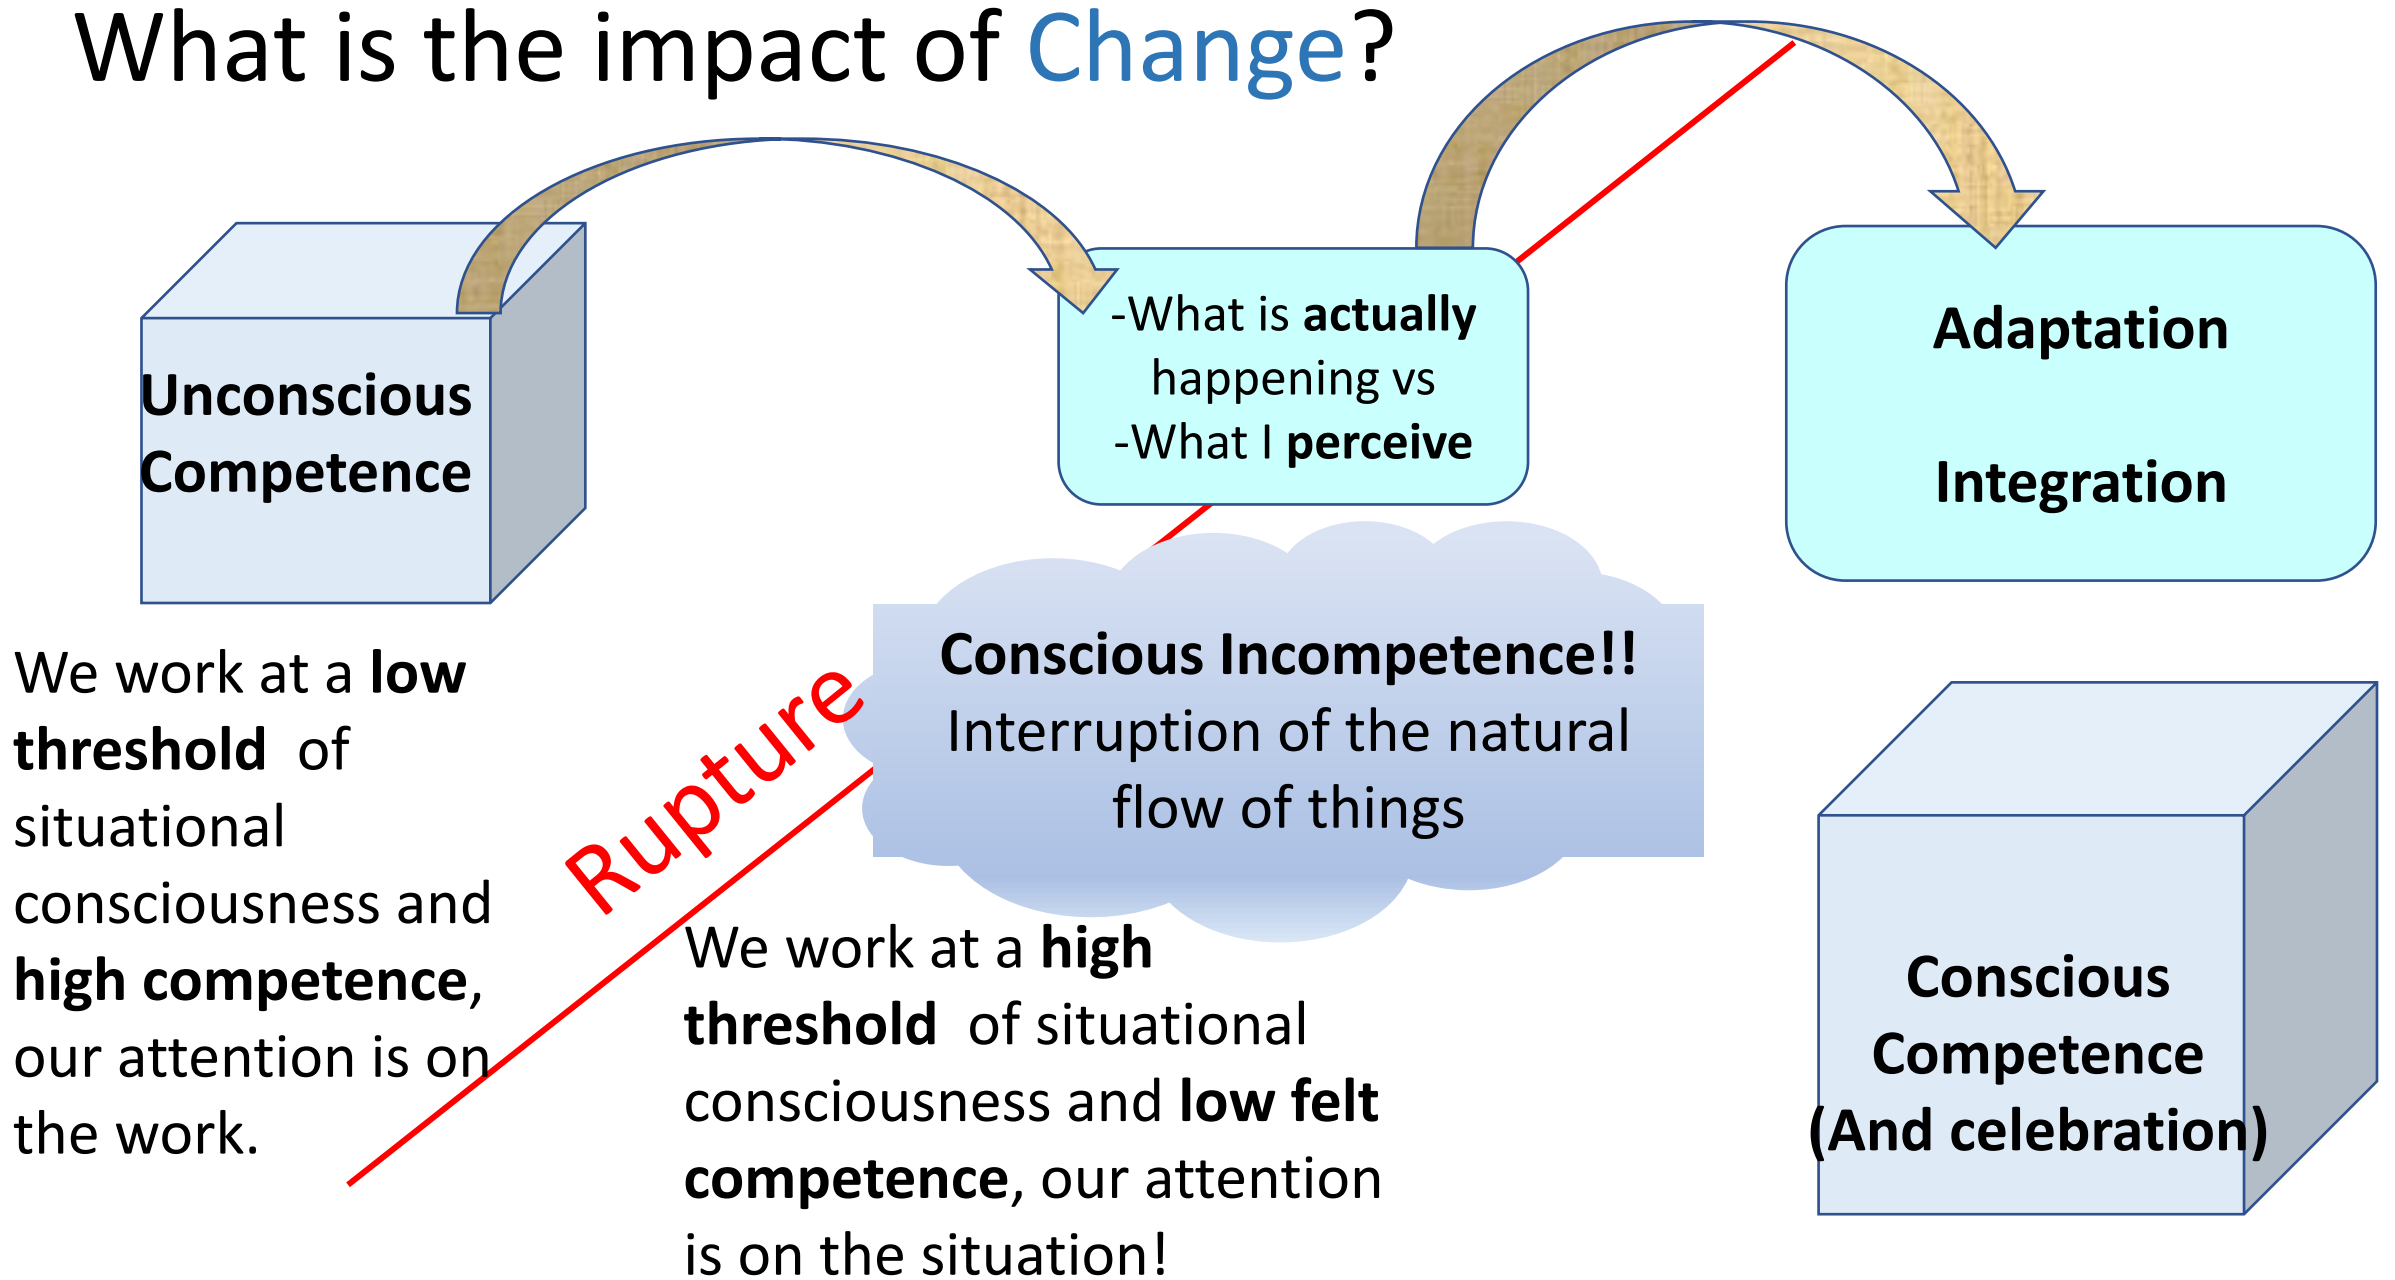 What is the impact of Change?
Unconscious
Competence
We work at a low
threshold  of
situational
consciousness and
high competence,
our attention is on
the work.
Rupture
-What is actually
happening vs
-What I perceive
Conscious Incompetence!!
Interruption of the natural
flow of things
We work at a high
threshold  of situational
consciousness and low felt
competence, our attention
is on the situation!
Adaptation
Integration
Conscious
Competence
(And celebration)